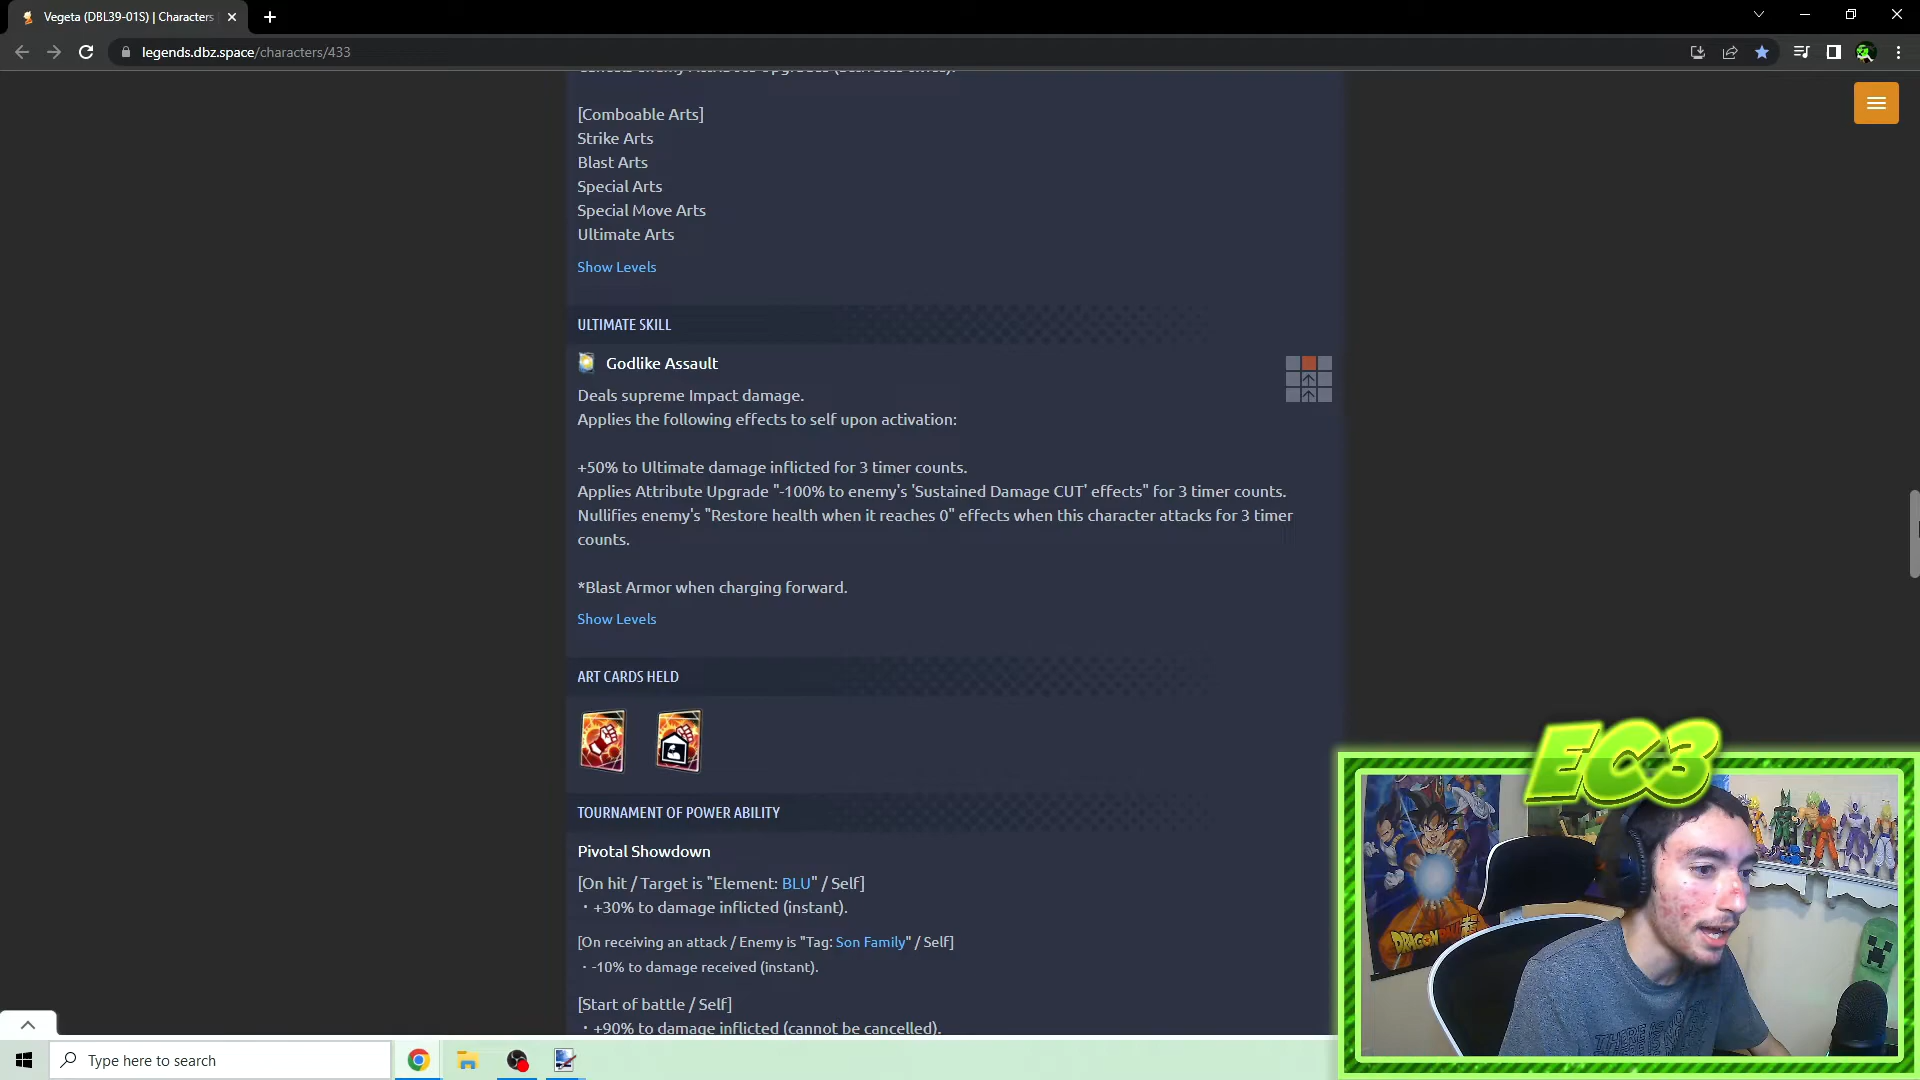 Vegeta (DBL39-01S) | Characters
legends.dbz.space/characters/433
[Comboable Arts]
Strike Arts
Blast Arts
Special Arts
Special Move Arts
Ultimate Arts
Show Levels
ULTIMATE SKILL
Godlike Assault
Deals supreme Impact damage.
Applies the following effects to self upon activation:
+50% to Ultimate damage inflicted for 3 timer counts.
Applies Attribute Upgrade "-100% to enemy's 'Sustained Damage CUT' effects" for 3 timer counts.
Nullifies enemy's "Restore health when it reaches 0" effects when this character attacks for 3 timer
counts.
*Blast Armor when charging forward.
Show Levels
ART CARDS HELD
TOURNAMENT OF POWER ABILITY
Pivotal Showdown
[On hit / Target is "Element: BLU" / Self]
・+30% to damage inflicted (instant).
[On receiving an attack / Enemy is "Tag: Son Family" / Self]
・-10% to damage received (instant).
[Start of battle / Self]
・+90% to damage inflicted (cannot be cancelled).
EC3
DRAGONBALL
Type here to search